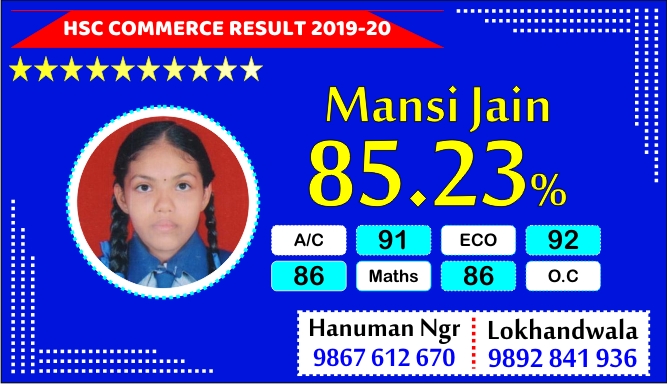 HSC COMMERCE RESULT 2019-20
Mansi Jain
85.23%
A/C 91 ECO 92
86 Maths 86 O.C
Hanuman Ngr
9867 612 670
Lokhandwala
9892 841 936